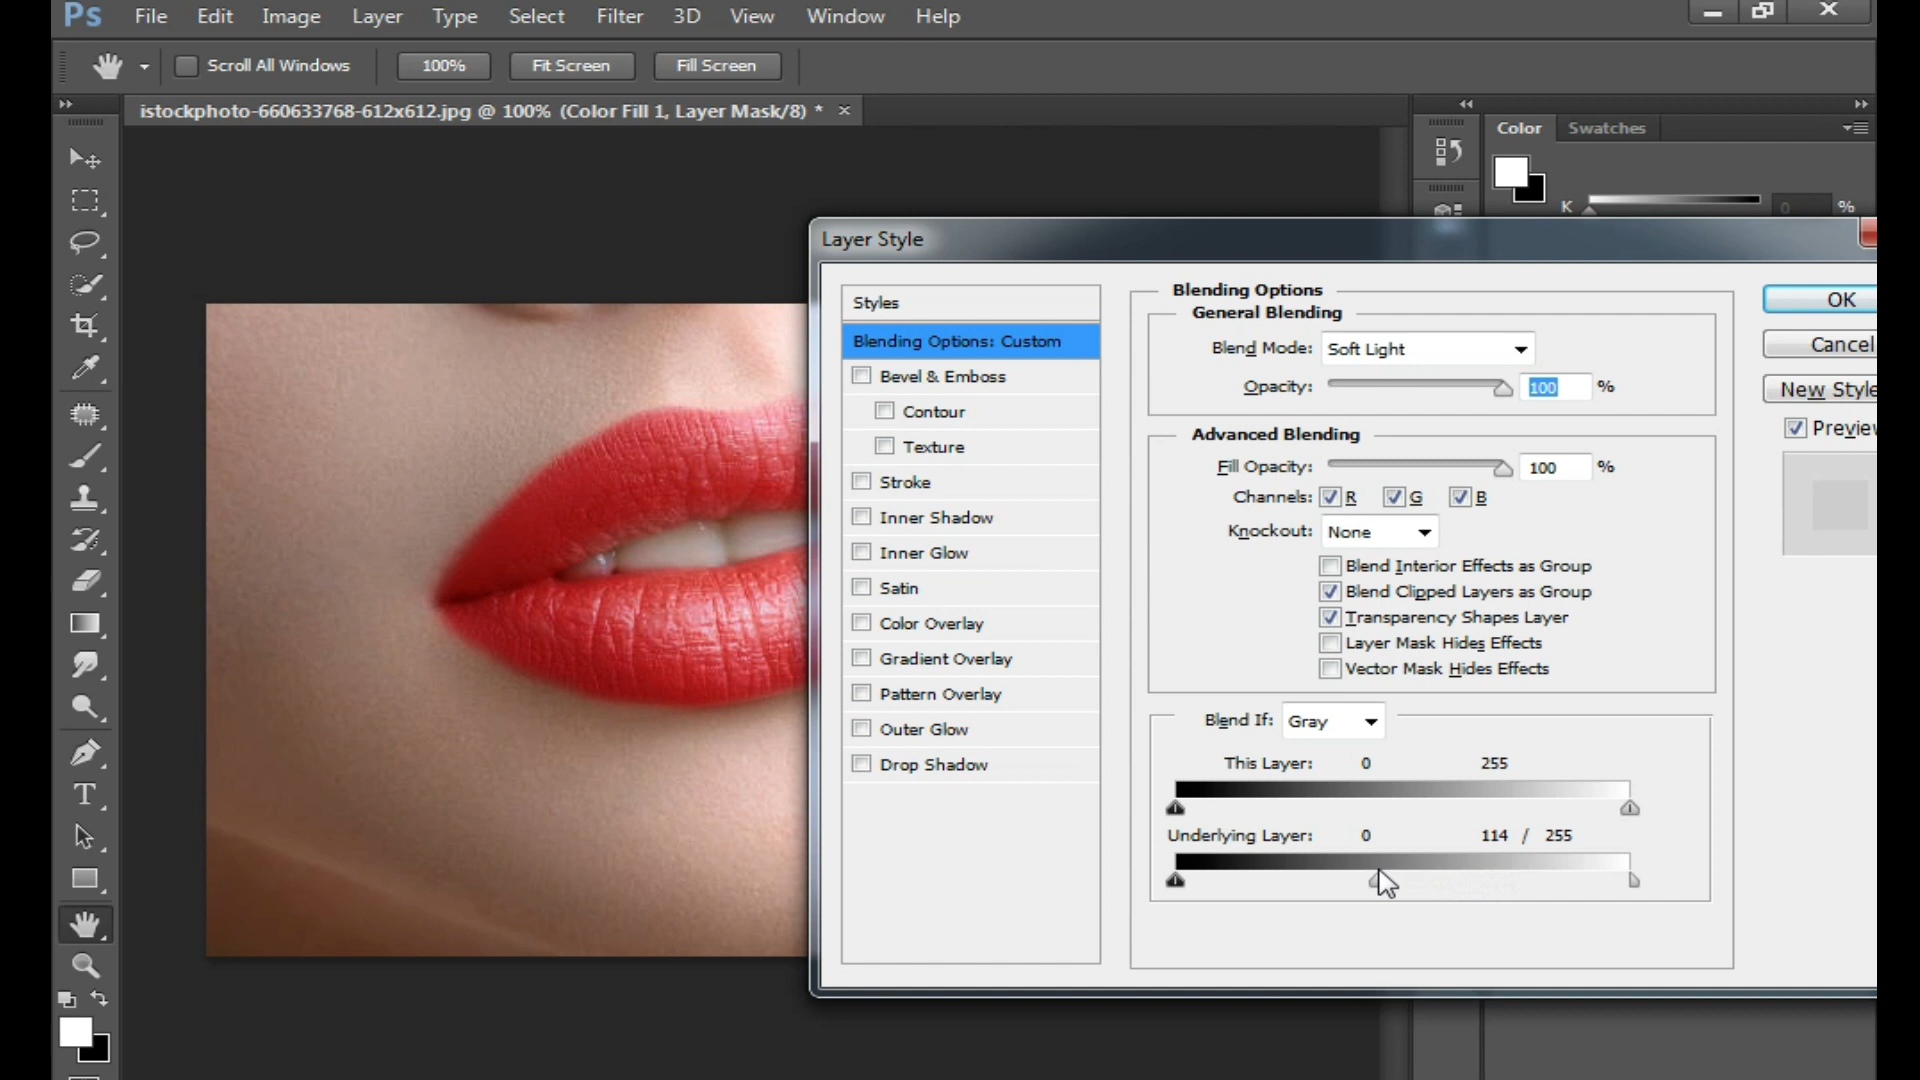 Ps File Edit Image Layer Type Select Filter 3D View Window Help
Scroll All Windows 100% Fit Screen Fill Screen
istockphoto-660633768-612x612.jpg @ 100% (Color Fill 1, Layer Mask/8) *
Color Swatches
K 0 %
Layer Style
Styles
Blending Options: Custom
Bevel & Emboss
Contour
Texture
Stroke
Inner Shadow
Inner Glow
Satin
Color Overlay
Gradient Overlay
Pattern Overlay
Outer Glow
Drop Shadow
Blending Options
General Blending
Blend Mode: Soft Light
Opacity: 100 %
Advanced Blending
Fill Opacity: 100 %
Channels: R G B
Knockout: None
Blend Interior Effects as Group
Blend Clipped Layers as Group
Transparency Shapes Layer
Layer Mask Hides Effects
Vector Mask Hides Effects
Blend If: Gray
This Layer: 0 255
Underlying Layer: 0 114 / 255
OK
Cancel
New Style
Preview
T